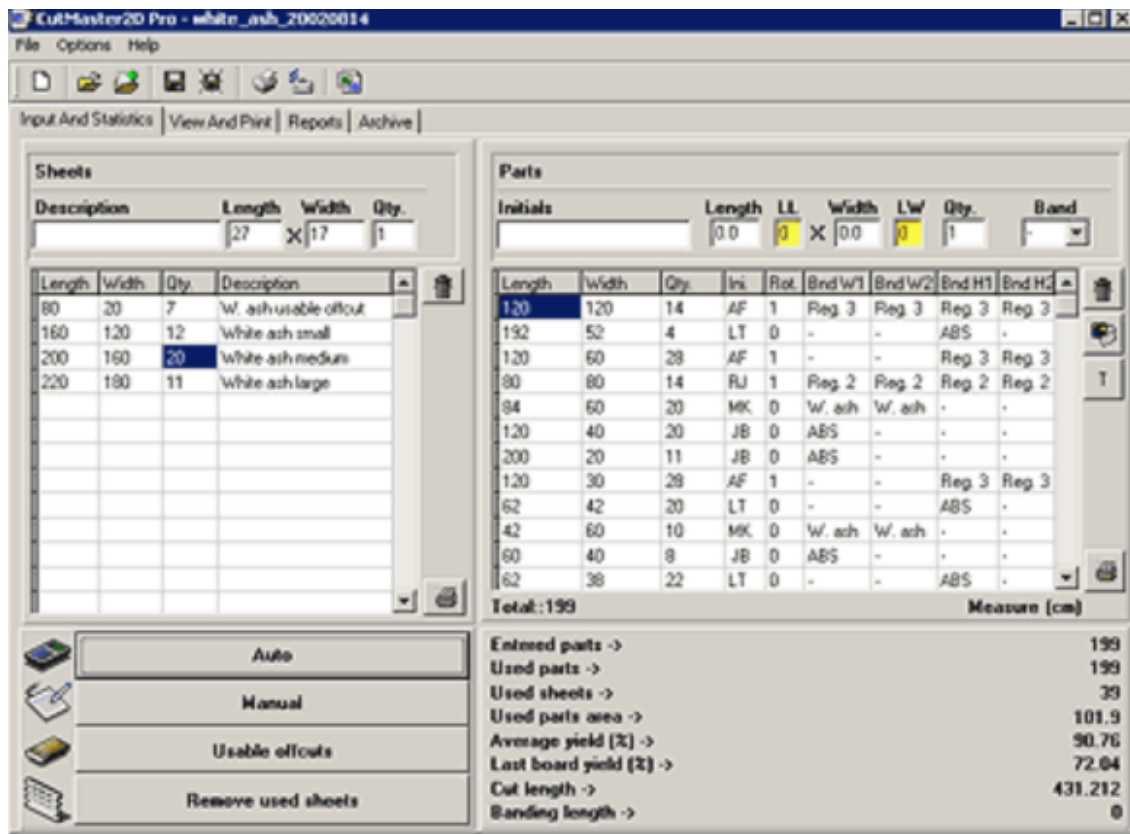 CutMaster2D Pro - white_ash_20020814
File Options Help
Input And Statistics View And Print Reports Archive
Sheets
Description Length Width Qty.
27 X 17 1
Length Width Qty. Description
80 20 7 W. ash usable offcut
160 120 12 White ash small
200 160 20 White ash medium
220 180 11 White ash large
Parts
Initials Length LL Width LW Qty. Band
0.0 0 X 0.0 0 1 -
Length Width Qty. Ini. Rot. Bnd W1 Bnd W2 Bnd H1 Bnd H2
120 120 14 AF 1 Reg. 3 Reg. 3 Reg. 3 Reg. 3
192 52 4 LT 0 - - ABS -
120 60 28 AF 1 - - Reg. 3 Reg. 3
80 80 14 RJ 1 Reg. 2 Reg. 2 Reg. 2 Reg. 2
84 60 20 MK 0 W. ash W. ash - -
120 40 20 JB 0 ABS - - -
200 20 11 JB 0 ABS - - -
120 30 28 AF 1 - - Reg. 3 Reg. 3
62 42 20 LT 0 - - ABS -
42 60 10 MK 0 W. ash W. ash - -
60 40 8 JB 0 ABS - - -
62 38 22 LT 0 - - ABS -
T
Total::199 Measure (cm)
Auto
Manual
Usable offcuts
Remove used sheets
Entered parts -> 199
Used parts -> 199
Used sheets -> 39
Used parts area -> 101.9
Average yield (%) -> 90.76
Last board yield (%) -> 72.04
Cut length -> 431.212
Banding length -> 0